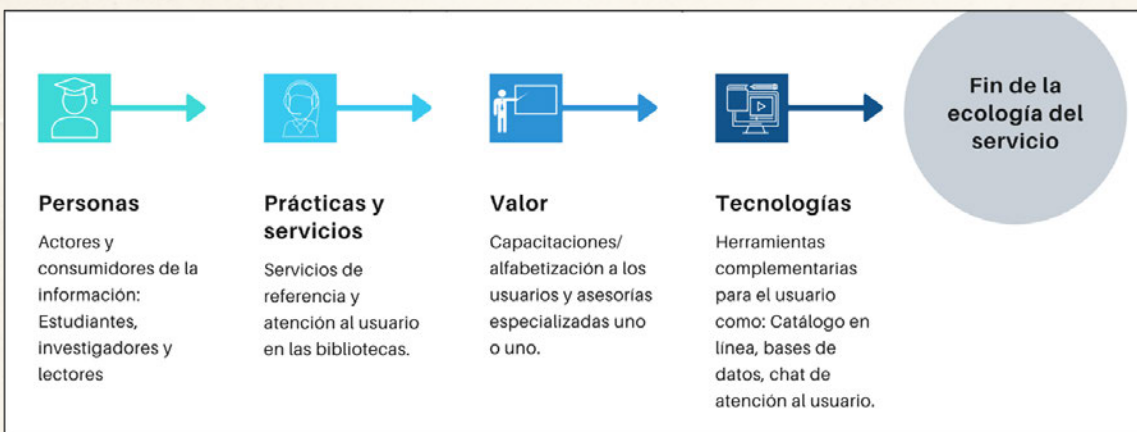 Personas
Actores y
consumidores de la
información:
Estudiantes,
investigadores y
lectores
Prácticas y
servicios
Servicios de
referencia y
atención al usuario
en las bibliotecas.
Valor
Capacitaciones/
alfabetización a los
usuarios y asesorías
especializadas uno
o uno.
Tecnologías
Herramientas
complementarias
para el usuario
como: Catálogo en
línea, bases de
datos, chat de
atención al usuario.
Fin de la
ecología del
servicio